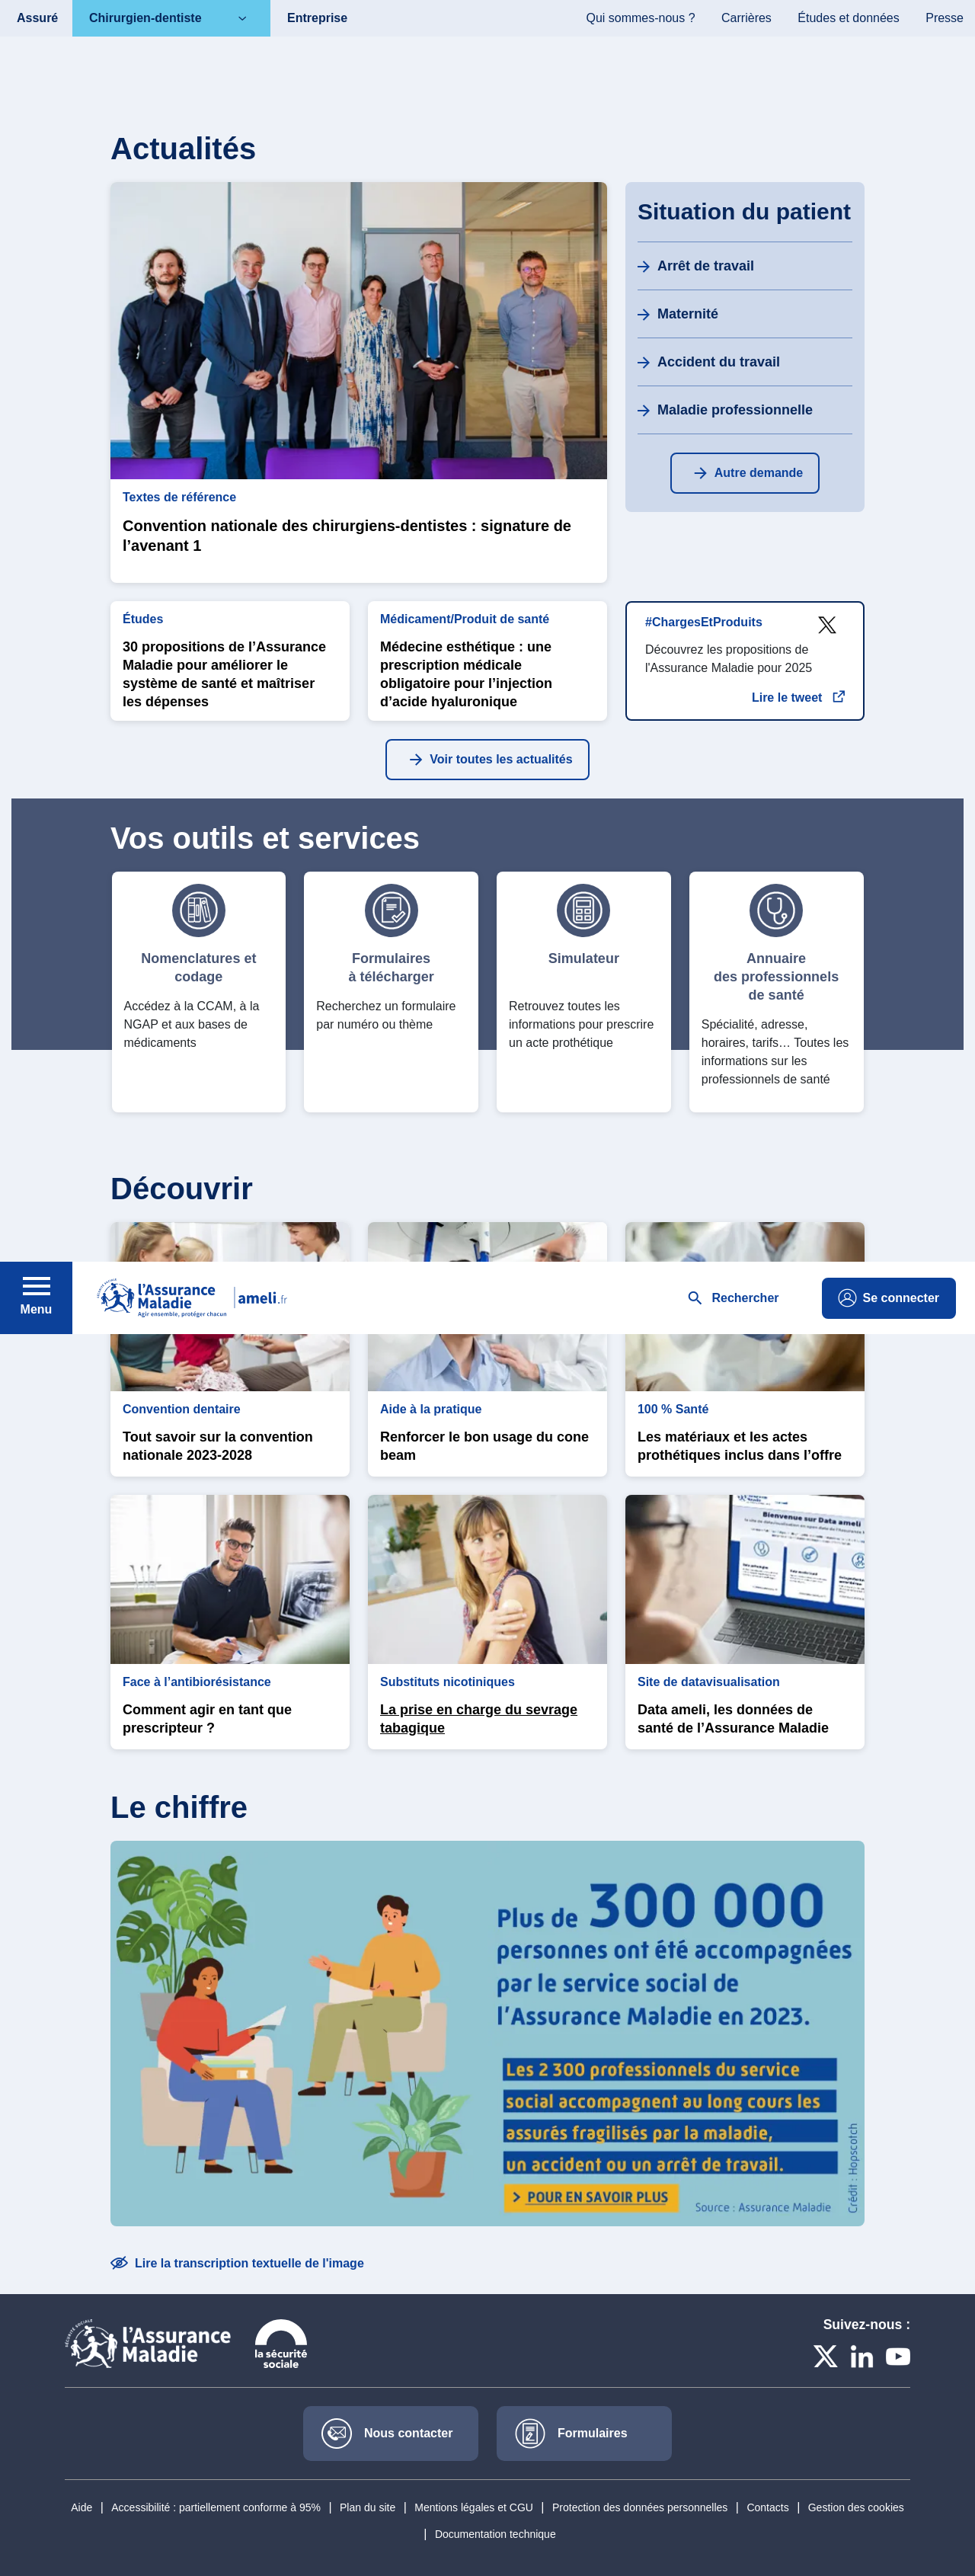 Assuré
Chirurgien-dentiste
Entreprise
Qui sommes-nous ?
Carrières
Études et données
Presse
Actualités
Textes de référence
Convention nationale des chirurgiens-dentistes : signature de
l’avenant 1
Situation du patient
Arrêt de travail
Maternité
Accident du travail
Maladie professionnelle
Autre demande
Études
30 propositions de l’Assurance
Maladie pour améliorer le
système de santé et maîtriser
les dépenses
Médicament/Produit de santé
Médecine esthétique : une
prescription médicale
obligatoire pour l’injection
d’acide hyaluronique
#ChargesEtProduits
Découvrez les propositions de
l'Assurance Maladie pour 2025
Lire le tweet
Voir toutes les actualités
Vos outils et services
Nomenclatures et
codage
Accédez à la CCAM, à la
NGAP et aux bases de
médicaments
Formulaires
à télécharger
Recherchez un formulaire
par numéro ou thème
Simulateur
Retrouvez toutes les
informations pour prescrire
un acte prothétique
Annuaire
des professionnels
de santé
Spécialité, adresse,
horaires, tarifs… Toutes les
informations sur les
professionnels de santé
Découvrir
Menu
l’Assurance
Maladie
Agir ensemble, protéger chacun
ameli.fr
Rechercher
Se connecter
Convention dentaire
Tout savoir sur la convention
nationale 2023-2028
Aide à la pratique
Renforcer le bon usage du cone
beam
100 % Santé
Les matériaux et les actes
prothétiques inclus dans l’offre
Bienvenue sur Data ameli
Face à l’antibiorésistance
Comment agir en tant que
prescripteur ?
Substituts nicotiniques
La prise en charge du sevrage
tabagique
Site de datavisualisation
Data ameli, les données de
santé de l’Assurance Maladie
Le chiffre
Plus de 300 000
personnes ont été accompagnées
par le service social de
l’Assurance Maladie en 2023.
Les 2 300 professionnels du service
social accompagnent au long cours les
assurés fragilisés par la maladie,
un accident ou un arrêt de travail.
> POUR EN SAVOIR PLUS
Source : Assurance Maladie
Crédit : Hopscotch
Lire la transcription textuelle de l'image
SÉCURITÉ SOCIALE
l’Assurance
Maladie
la sécurité
sociale
Suivez-nous :
Nous contacter
Formulaires
Aide | Accessibilité : partiellement conforme à 95% | Plan du site | Mentions légales et CGU | Protection des données personnelles | Contacts | Gestion des cookies
| Documentation technique